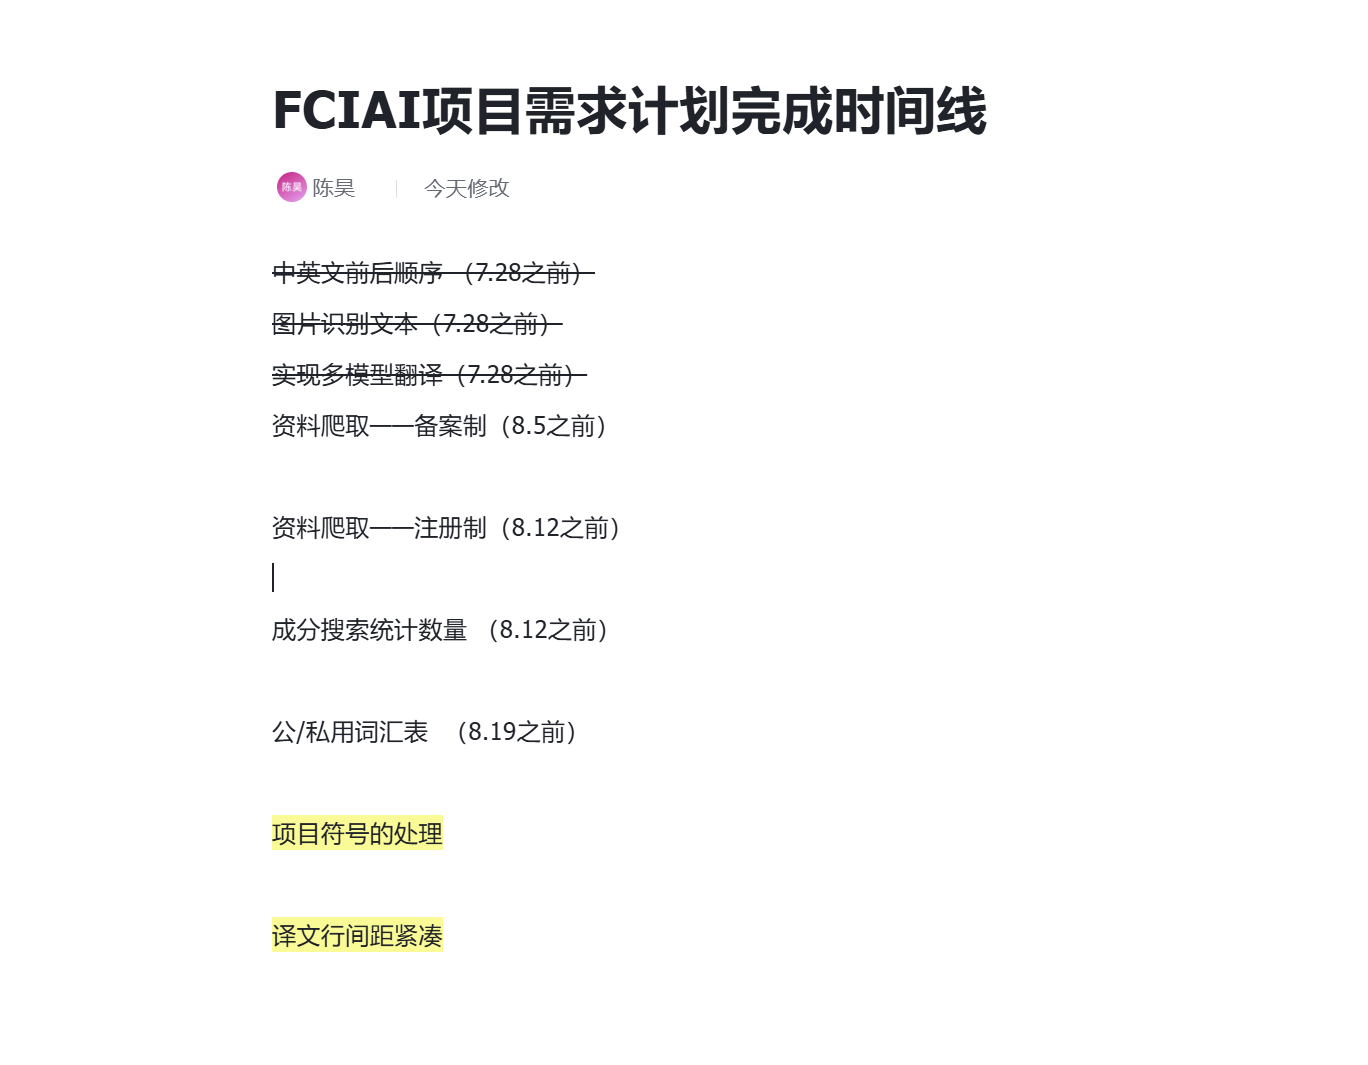 FCIAI项目需求计划完成时间线
陈昊 陈昊 今天修改
中英文前后顺序 （7.28之前）
图片识别文本（7.28之前）
实现多模型翻译（7.28之前）
资料爬取——备案制（8.5之前）
资料爬取——注册制（8.12之前）
成分搜索统计数量 （8.12之前）
公/私用词汇表 （8.19之前）
项目符号的处理
译文行间距紧凑